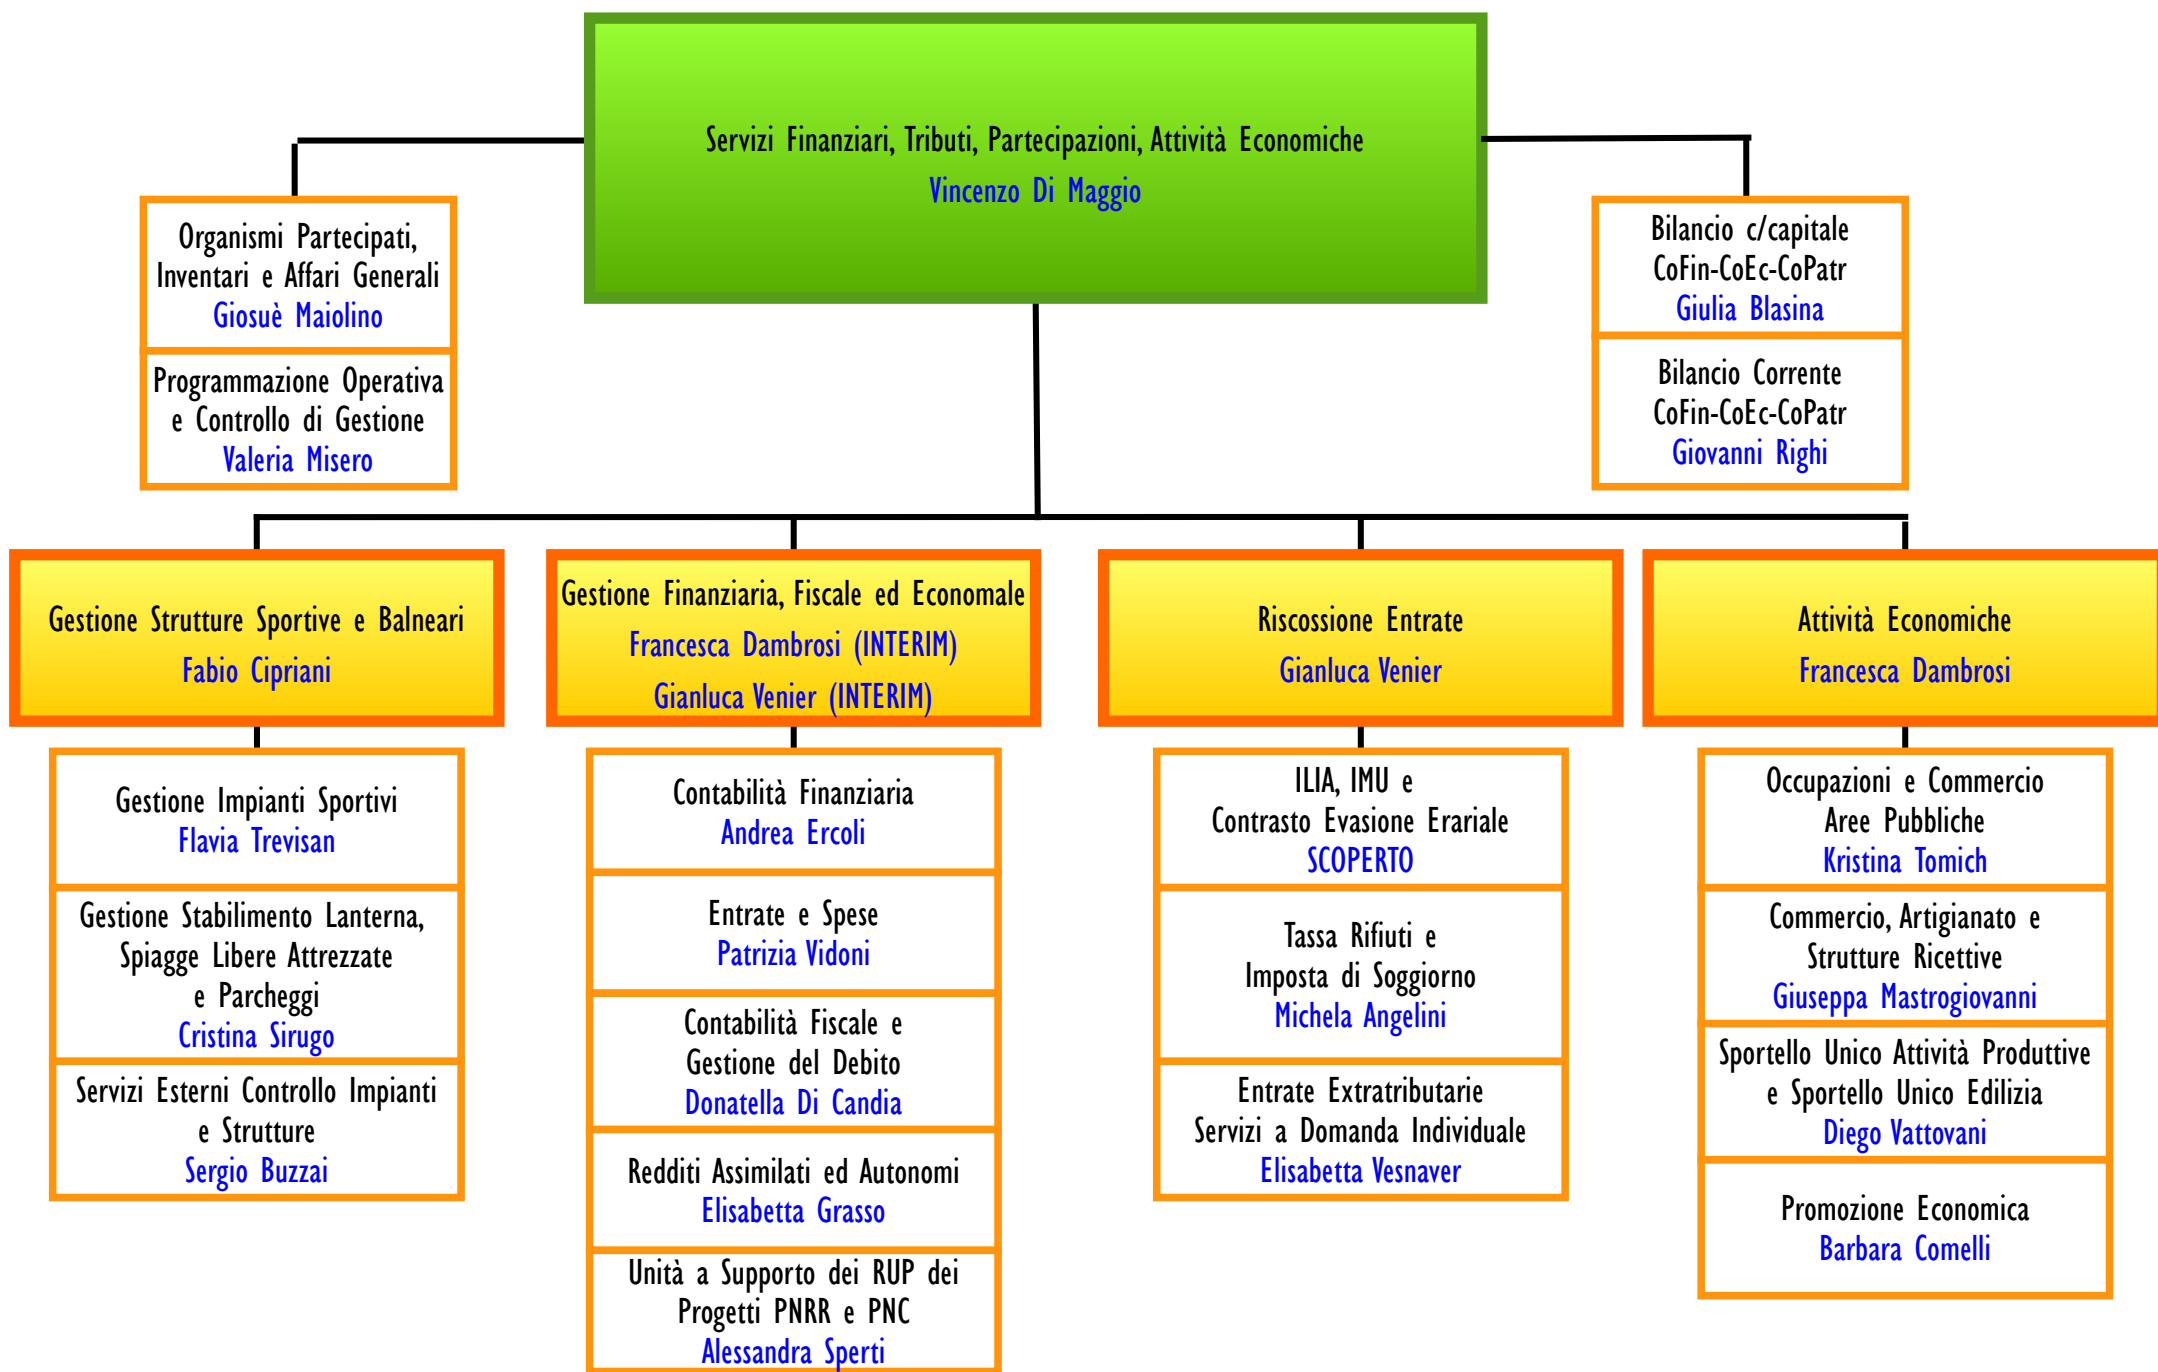 Servizi Finanziari, Tributi, Partecipazioni, Attività Economiche
Vincenzo Di Maggio
Organismi Partecipati,
Inventari e Affari Generali
Giosuè Maiolino
Programmazione Operativa
e Controllo di Gestione
Valeria Misero
Bilancio c/capitale
CoFin-CoEc-CoPatr
Giulia Blasina
Bilancio Corrente
CoFin-CoEc-CoPatr
Giovanni Righi
Gestione Strutture Sportive e Balneari
Fabio Cipriani
Gestione Impianti Sportivi
Flavia Trevisan
Gestione Stabilimento Lanterna,
Spiagge Libere Attrezzate
e Parcheggi
Cristina Sirugo
Servizi Esterni Controllo Impianti
e Strutture
Sergio Buzzai
Gestione Finanziaria, Fiscale ed Economale
Francesca Dambrosi (INTERIM)
Gianluca Venier (INTERIM)
Contabilità Finanziaria
Andrea Ercoli
Entrate e Spese
Patrizia Vidoni
Contabilità Fiscale e
Gestione del Debito
Donatella Di Candia
Redditi Assimilati ed Autonomi
Elisabetta Grasso
Unità a Supporto dei RUP dei
Progetti PNRR e PNC
Alessandra Sperti
Riscossione Entrate
Gianluca Venier
ILIA, IMU e
Contrasto Evasione Erariale
SCOPERTO
Tassa Rifiuti e
Imposta di Soggiorno
Michela Angelini
Entrate Extratributarie
Servizi a Domanda Individuale
Elisabetta Vesnaver
Attività Economiche
Francesca Dambrosi
Occupazioni e Commercio
Aree Pubbliche
Kristina Tomich
Commercio, Artigianato e
Strutture Ricettive
Giuseppa Mastrogiovanni
Sportello Unico Attività Produttive
e Sportello Unico Edilizia
Diego Vattovani
Promozione Economica
Barbara Comelli